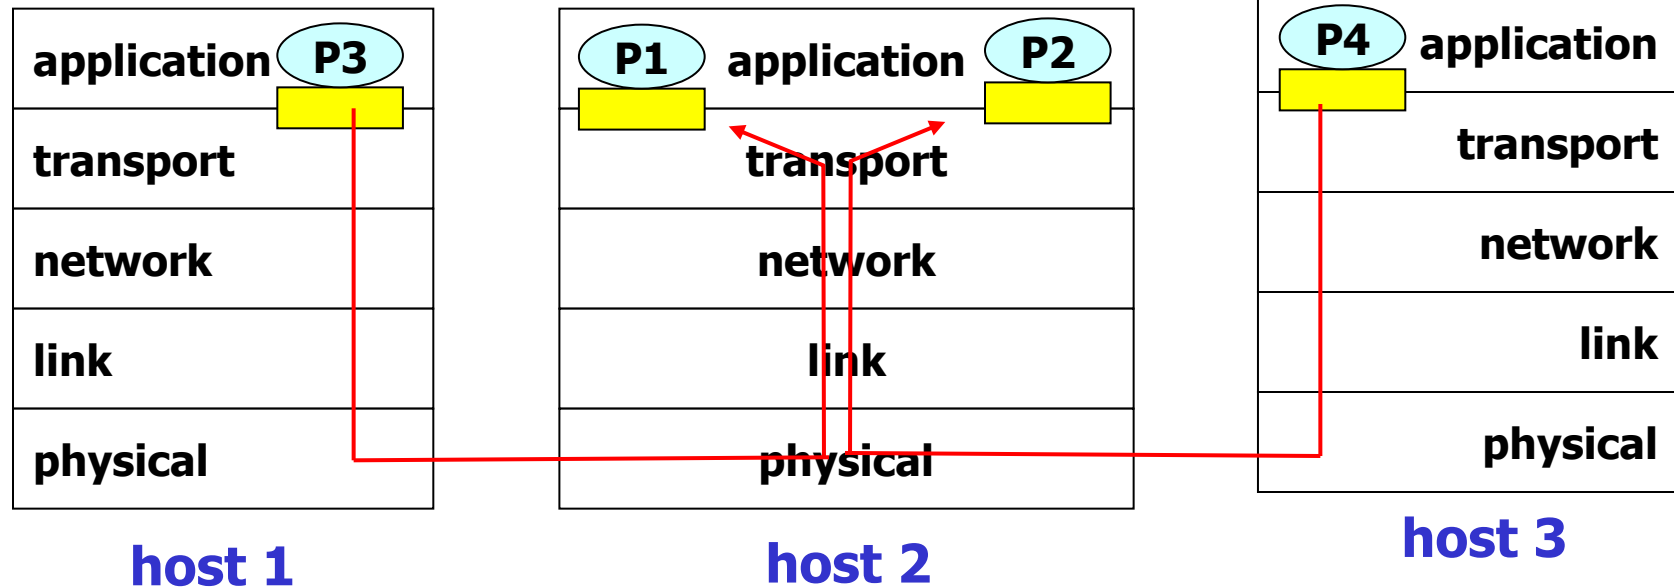 application P3
transport
network
link
physical
host 1
P1 application P2
transport
network
link
physical
host 2
P4 application
transport
network
link
physical
host 3